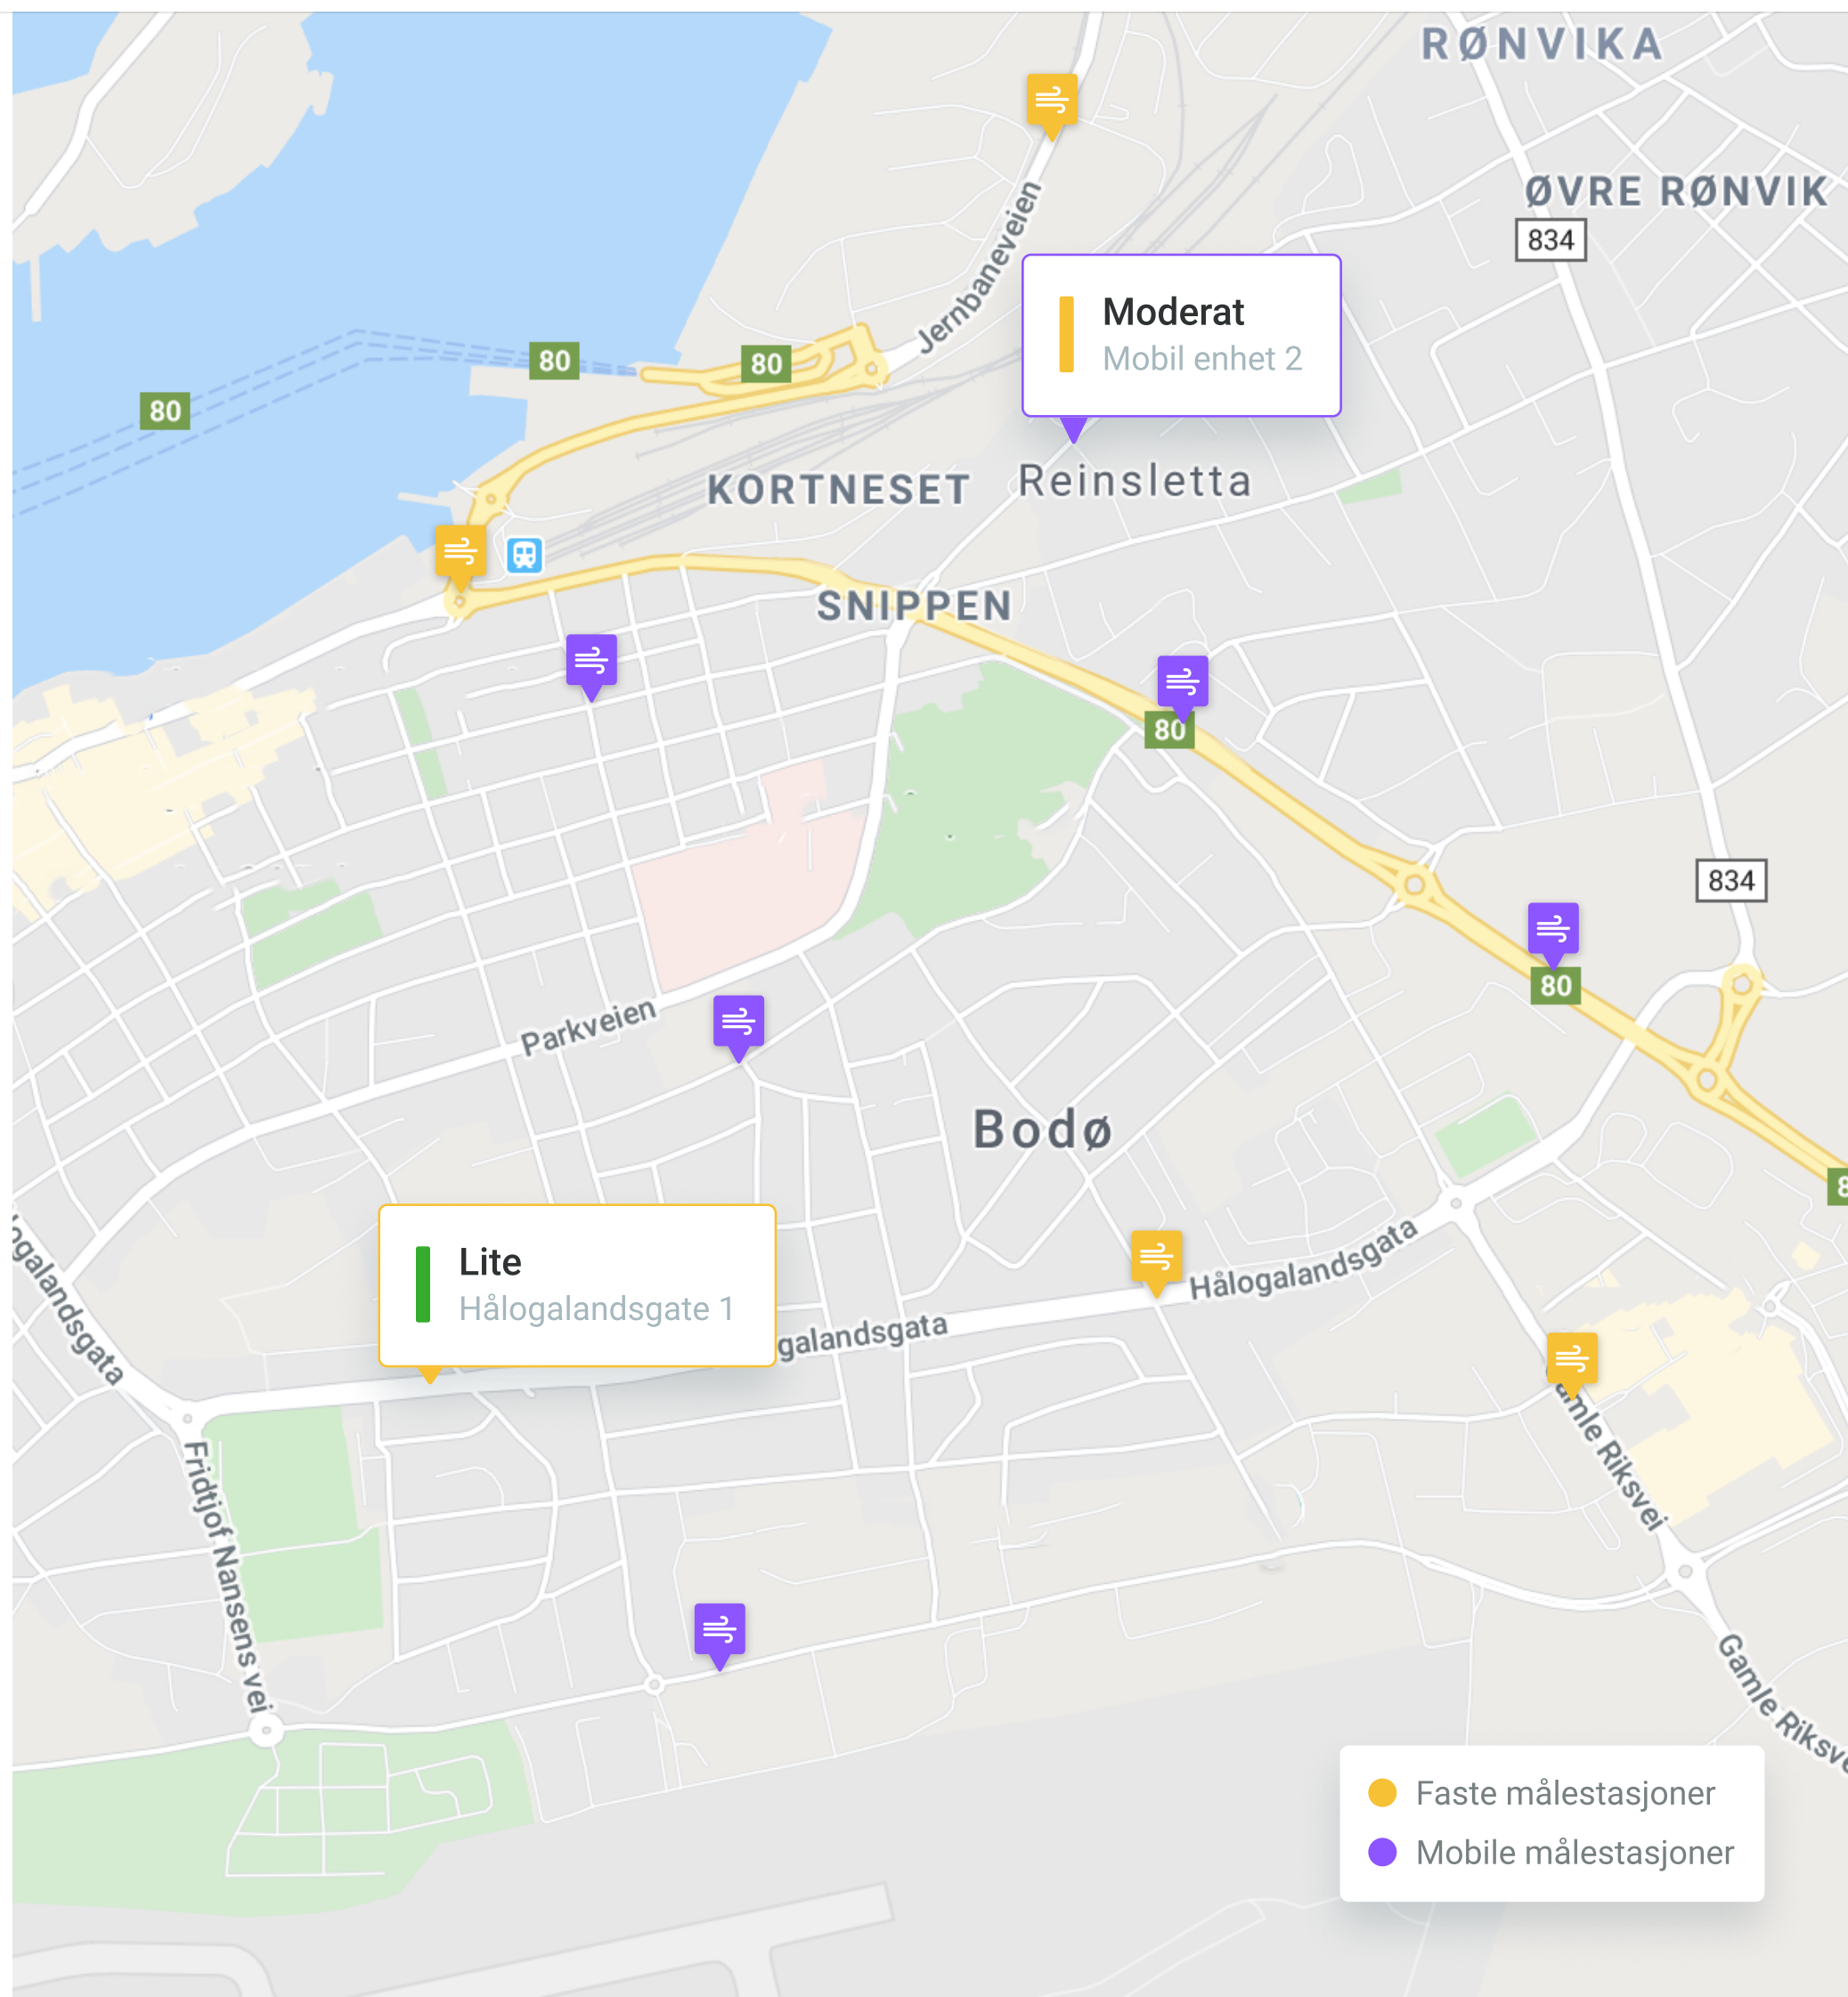 RØNVIKA
ØVRE RØNVIK
834
Jernbaneveien
Moderat
Mobil enhet 2
80
80
80
KORTNESET
Reinsletta
SNIPPEN
80
834
80
Parkveien
Bodø
Lite
Hålogalandsgate 1
Hålogalandsgata
galandsgata
ogalandsgata
Gamle Riksvei
Fridtjof Nansens vei
Faste målestasjoner
Mobile målestasjoner